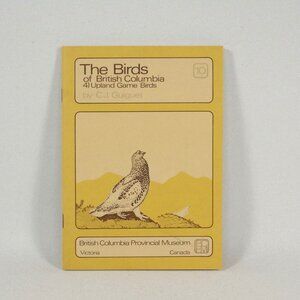 The Birds
of British Columbia
4) Upland Game Birds
by C.J. Guiguet
10
British Columbia Provincial Museum
Victoria
Canada